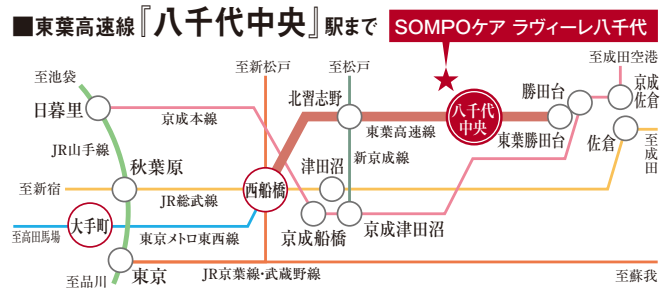 ■東葉高速線『八千代中央』駅まで
SOMPOケア ラヴィーレ八千代
至池袋
至新松戸
至松戸
至成田空港
日暮里
京成本線
北習志野
八千代
中央
勝田台
京成
佐倉
東葉高速線
東葉勝田台
佐倉
至成田
JR山手線
秋葉原
新京成線
津田沼
至新宿
JR総武線
西船橋
大手町
至高田馬場
東京メトロ東西線
京成船橋
京成津田沼
至品川
東京
JR京葉線・武蔵野線
至蘇我